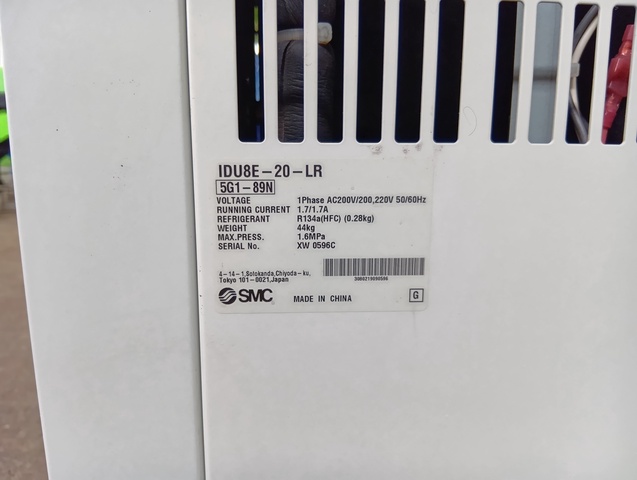 IDU8E-20-LR
5G1-89N
VOLTAGE 1Phase AC200V/200,220V 50/60Hz
RUNNING CURRENT 1.7/1.7A
REFRIGERANT R134a(HFC) (0.28kg)
WEIGHT 44kg
MAX.PRESS. 1.6MPa
SERIAL No. XW 0596C
4-14-1,Sotokanda,Chiyoda-ku,
Tokyo 101-0021,Japan
SMC MADE IN CHINA G